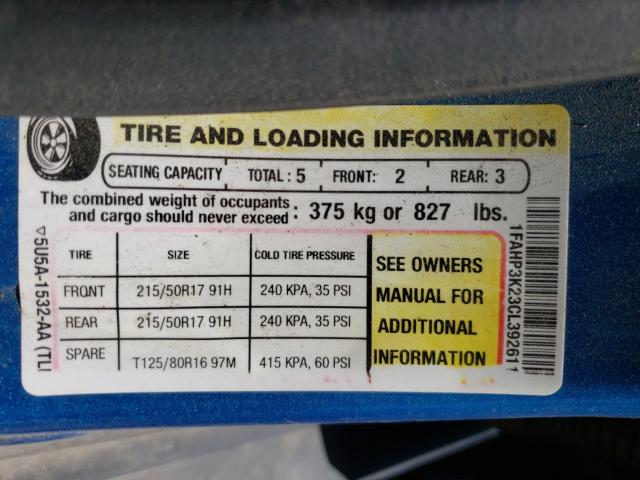 TIRE AND LOADING INFORMATION
SEATING CAPACITY TOTAL : 5 FRONT: 2 REAR: 3
The combined weight of occupants
and cargo should never exceed : 375 kg or 827 lbs.
TIRE SIZE COLD TIRE PRESSURE
FRONT 215/50R17 91H 240 KPA, 35 PSI
REAR 215/50R17 91H 240 KPA, 35 PSI
SPARE T125/80R16 97M 415 KPA, 60 PSI
SEE OWNERS
MANUAL FOR
ADDITIONAL
INFORMATION
5U5A-1532-AA (TLI
1FAHP3K23CL392611